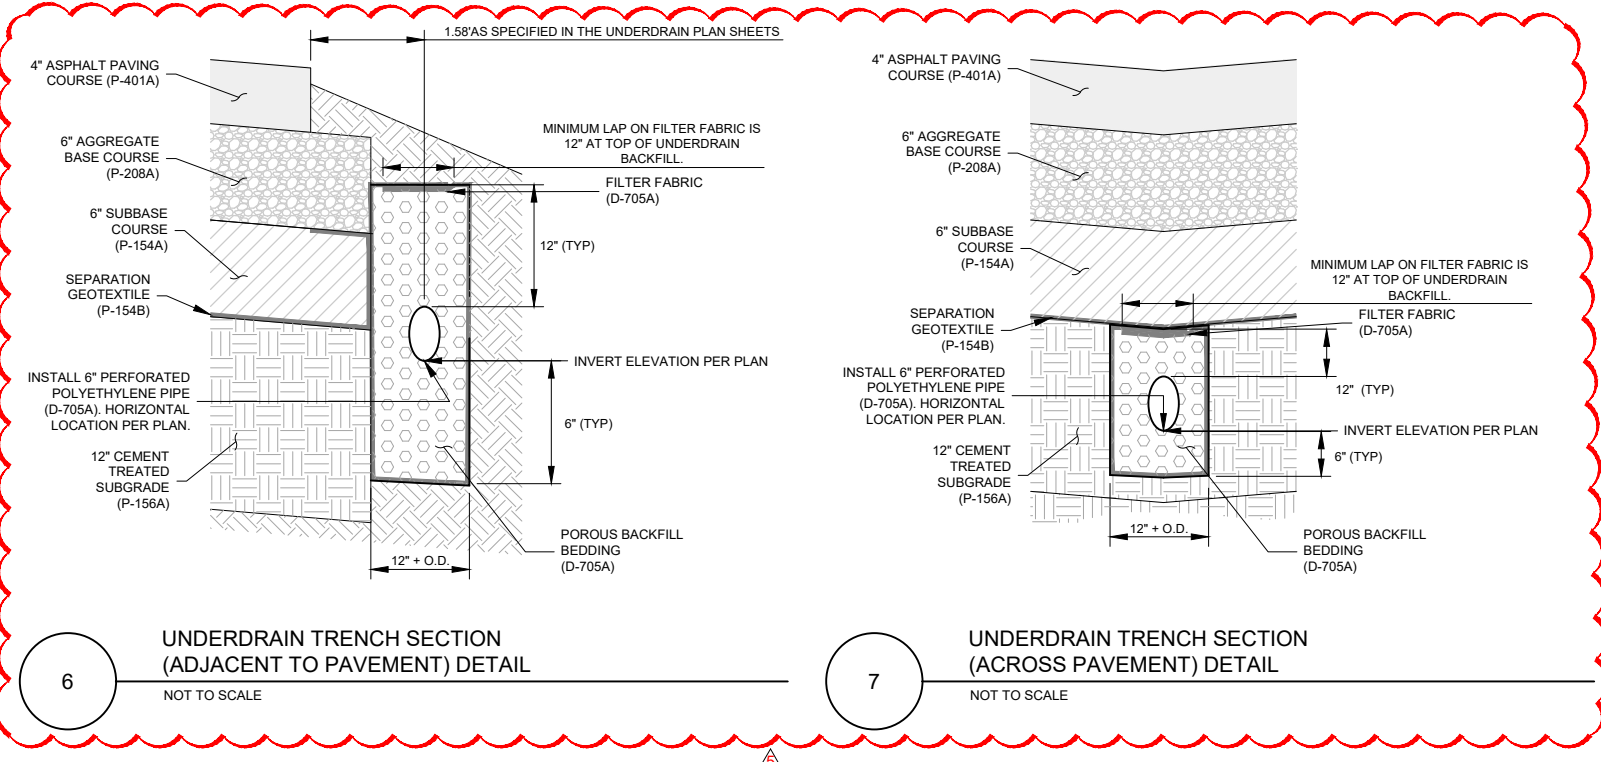 1.58'AS SPECIFIED IN THE UNDERDRAIN PLAN SHEETS
4" ASPHALT PAVING
COURSE (P-401A)
6" AGGREGATE
BASE COURSE
(P-208A)
6" SUBBASE
COURSE
(P-154A)
SEPARATION
GEOTEXTILE
(P-154B)
INSTALL 6" PERFORATED
POLYETHYLENE PIPE
(D-705A). HORIZONTAL
LOCATION PER PLAN.
12" CEMENT
TREATED
SUBGRADE
(P-156A)
MINIMUM LAP ON FILTER FABRIC IS
12" AT TOP OF UNDERDRAIN
BACKFILL.
FILTER FABRIC
(D-705A)
12" (TYP)
INVERT ELEVATION PER PLAN
6" (TYP)
POROUS BACKFILL
BEDDING
(D-705A)
12" + O.D.
6
UNDERDRAIN TRENCH SECTION
(ADJACENT TO PAVEMENT) DETAIL
NOT TO SCALE
4" ASPHALT PAVING
COURSE (P-401A)
6" AGGREGATE
BASE COURSE
(P-208A)
6" SUBBASE
COURSE
(P-154A)
SEPARATION
GEOTEXTILE
(P-154B)
INSTALL 6" PERFORATED
POLYETHYLENE PIPE
(D-705A). HORIZONTAL
LOCATION PER PLAN.
12" CEMENT
TREATED
SUBGRADE
(P-156A)
MINIMUM LAP ON FILTER FABRIC IS
12" AT TOP OF UNDERDRAIN
BACKFILL.
FILTER FABRIC
(D-705A)
12" (TYP)
INVERT ELEVATION PER PLAN
6" (TYP)
POROUS BACKFILL
BEDDING
(D-705A)
12" + O.D.
7
UNDERDRAIN TRENCH SECTION
(ACROSS PAVEMENT) DETAIL
NOT TO SCALE